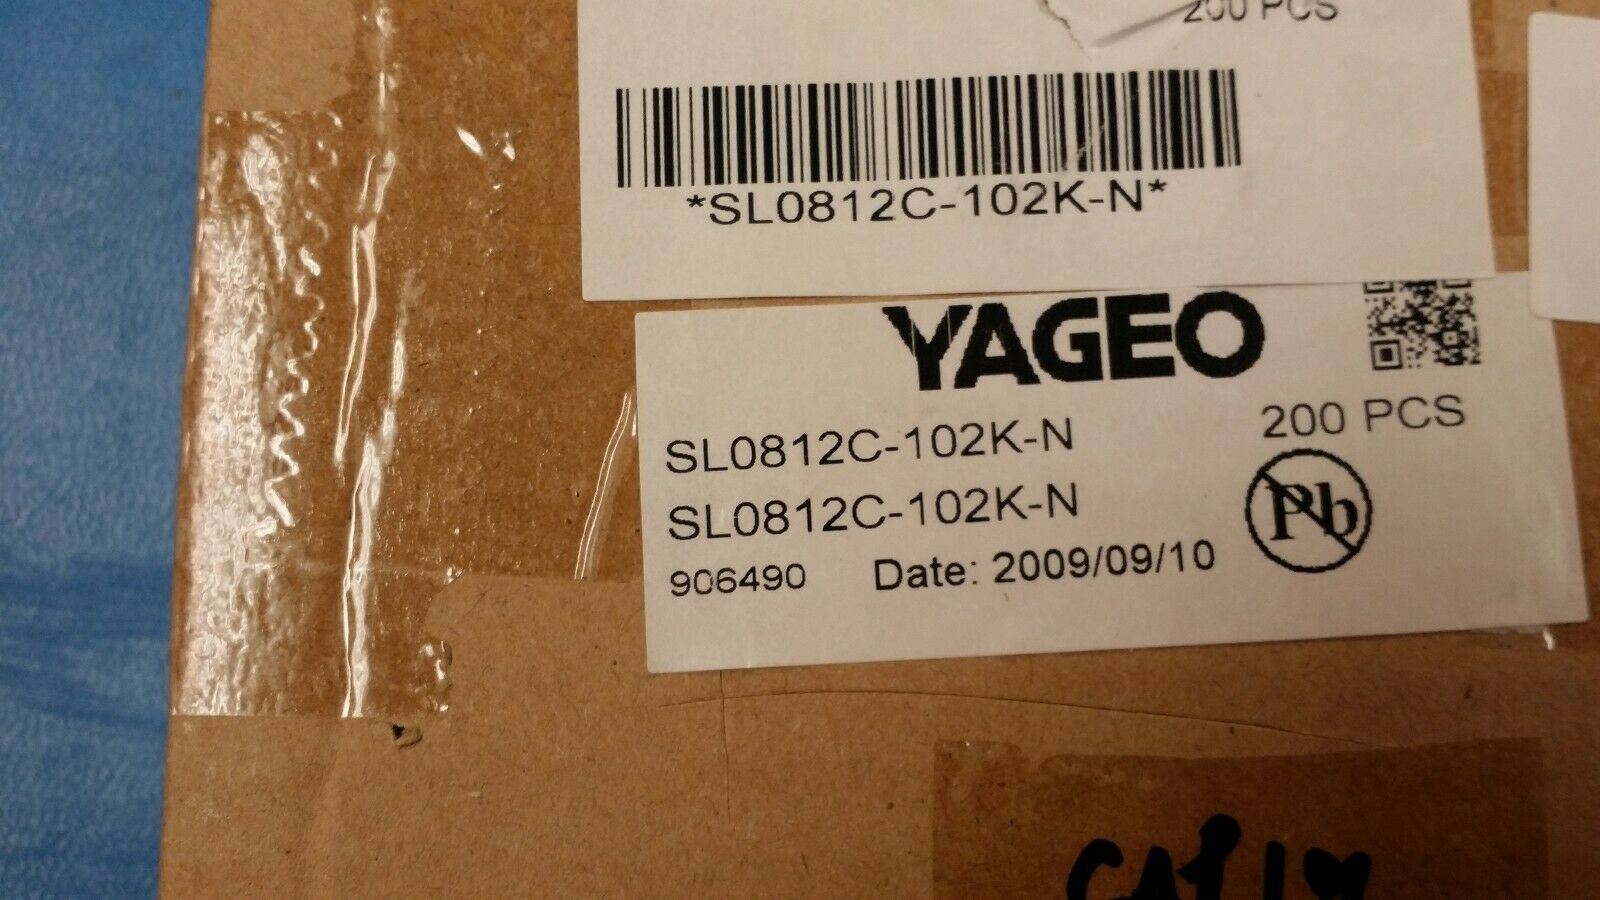 200 PCS
*SL0812C-102K-N*
YAGEO
SL0812C-102K-N 200 PCS
SL0812C-102K-N
Pb
906490 Date: 2009/09/10